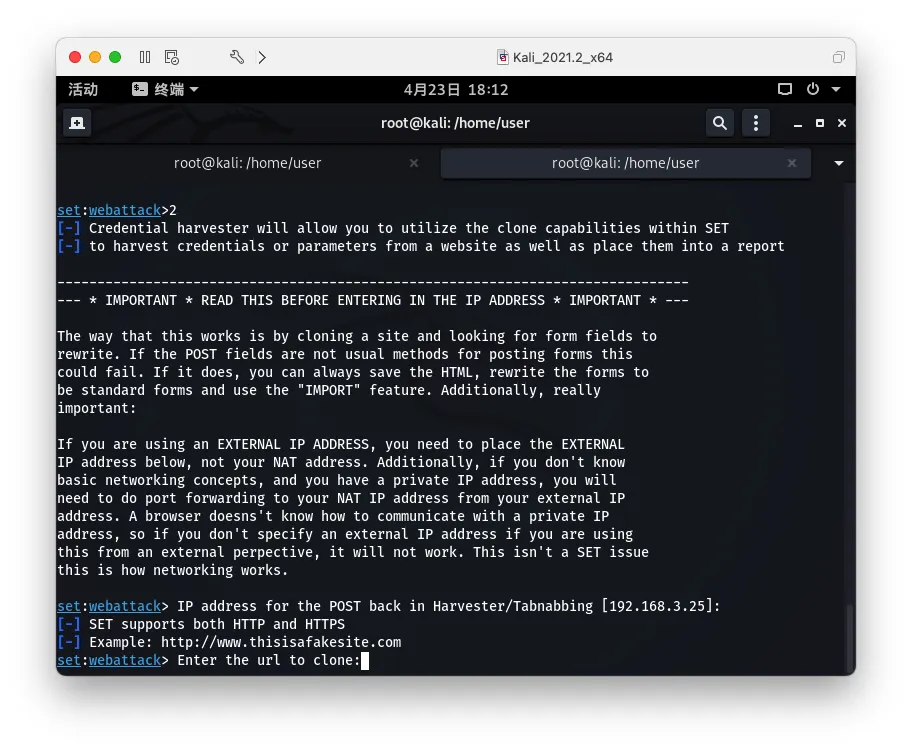 Kali_2021.2_x64
活动
终端
4月23日 18:12
root@kali: /home/user
root@kali: /home/user
root@kali: /home/user
set:webattack>2
[-] Credential harvester will allow you to utilize the clone capabilities within SET
[-] to harvest credentials or parameters from a website as well as place them into a report
-------------------------------------------------------------------------------
--- * IMPORTANT * READ THIS BEFORE ENTERING IN THE IP ADDRESS * IMPORTANT * ---
The way that this works is by cloning a site and looking for form fields to
rewrite. If the POST fields are not usual methods for posting forms this
could fail. If it does, you can always save the HTML, rewrite the forms to
be standard forms and use the "IMPORT" feature. Additionally, really
important:
If you are using an EXTERNAL IP ADDRESS, you need to place the EXTERNAL
IP address below, not your NAT address. Additionally, if you don't know
basic networking concepts, and you have a private IP address, you will
need to do port forwarding to your NAT IP address from your external IP
address. A browser doesns't know how to communicate with a private IP
address, so if you don't specify an external IP address if you are using
this from an external perpective, it will not work. This isn't a SET issue
this is how networking works.
set:webattack> IP address for the POST back in Harvester/Tabnabbing [192.168.3.25]:
[-] SET supports both HTTP and HTTPS
[-] Example: http://www.thisisafakesite.com
set:webattack> Enter the url to clone: